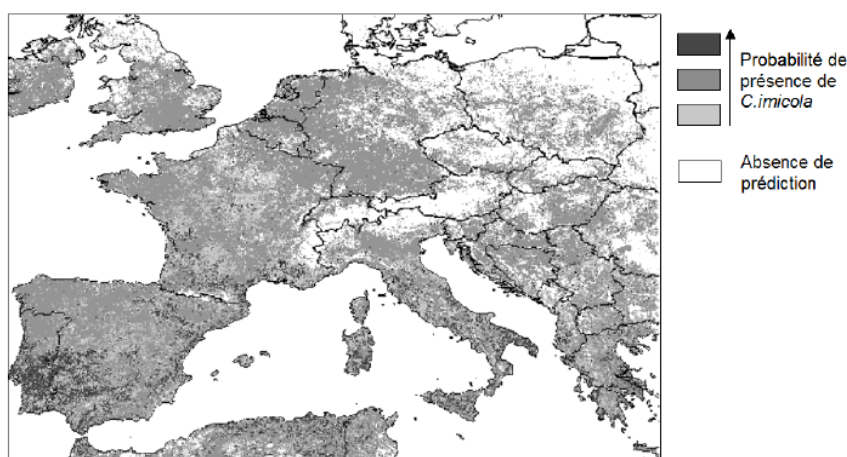 Probabilité de
présence de
C.imicola
Absence de
prédiction